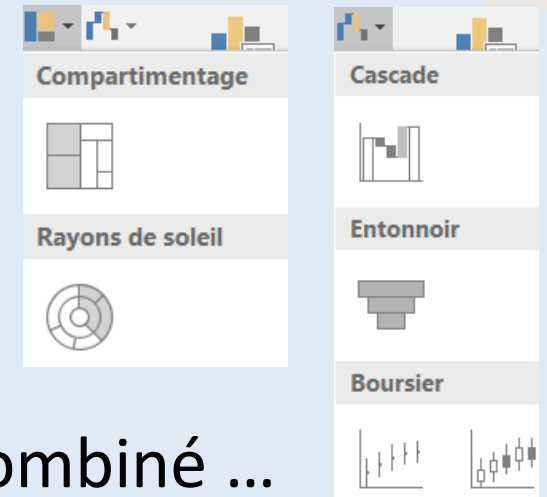 Compartimentage
Rayons de soleil
Cascade
Entonnoir
Boursier
ombiné ...